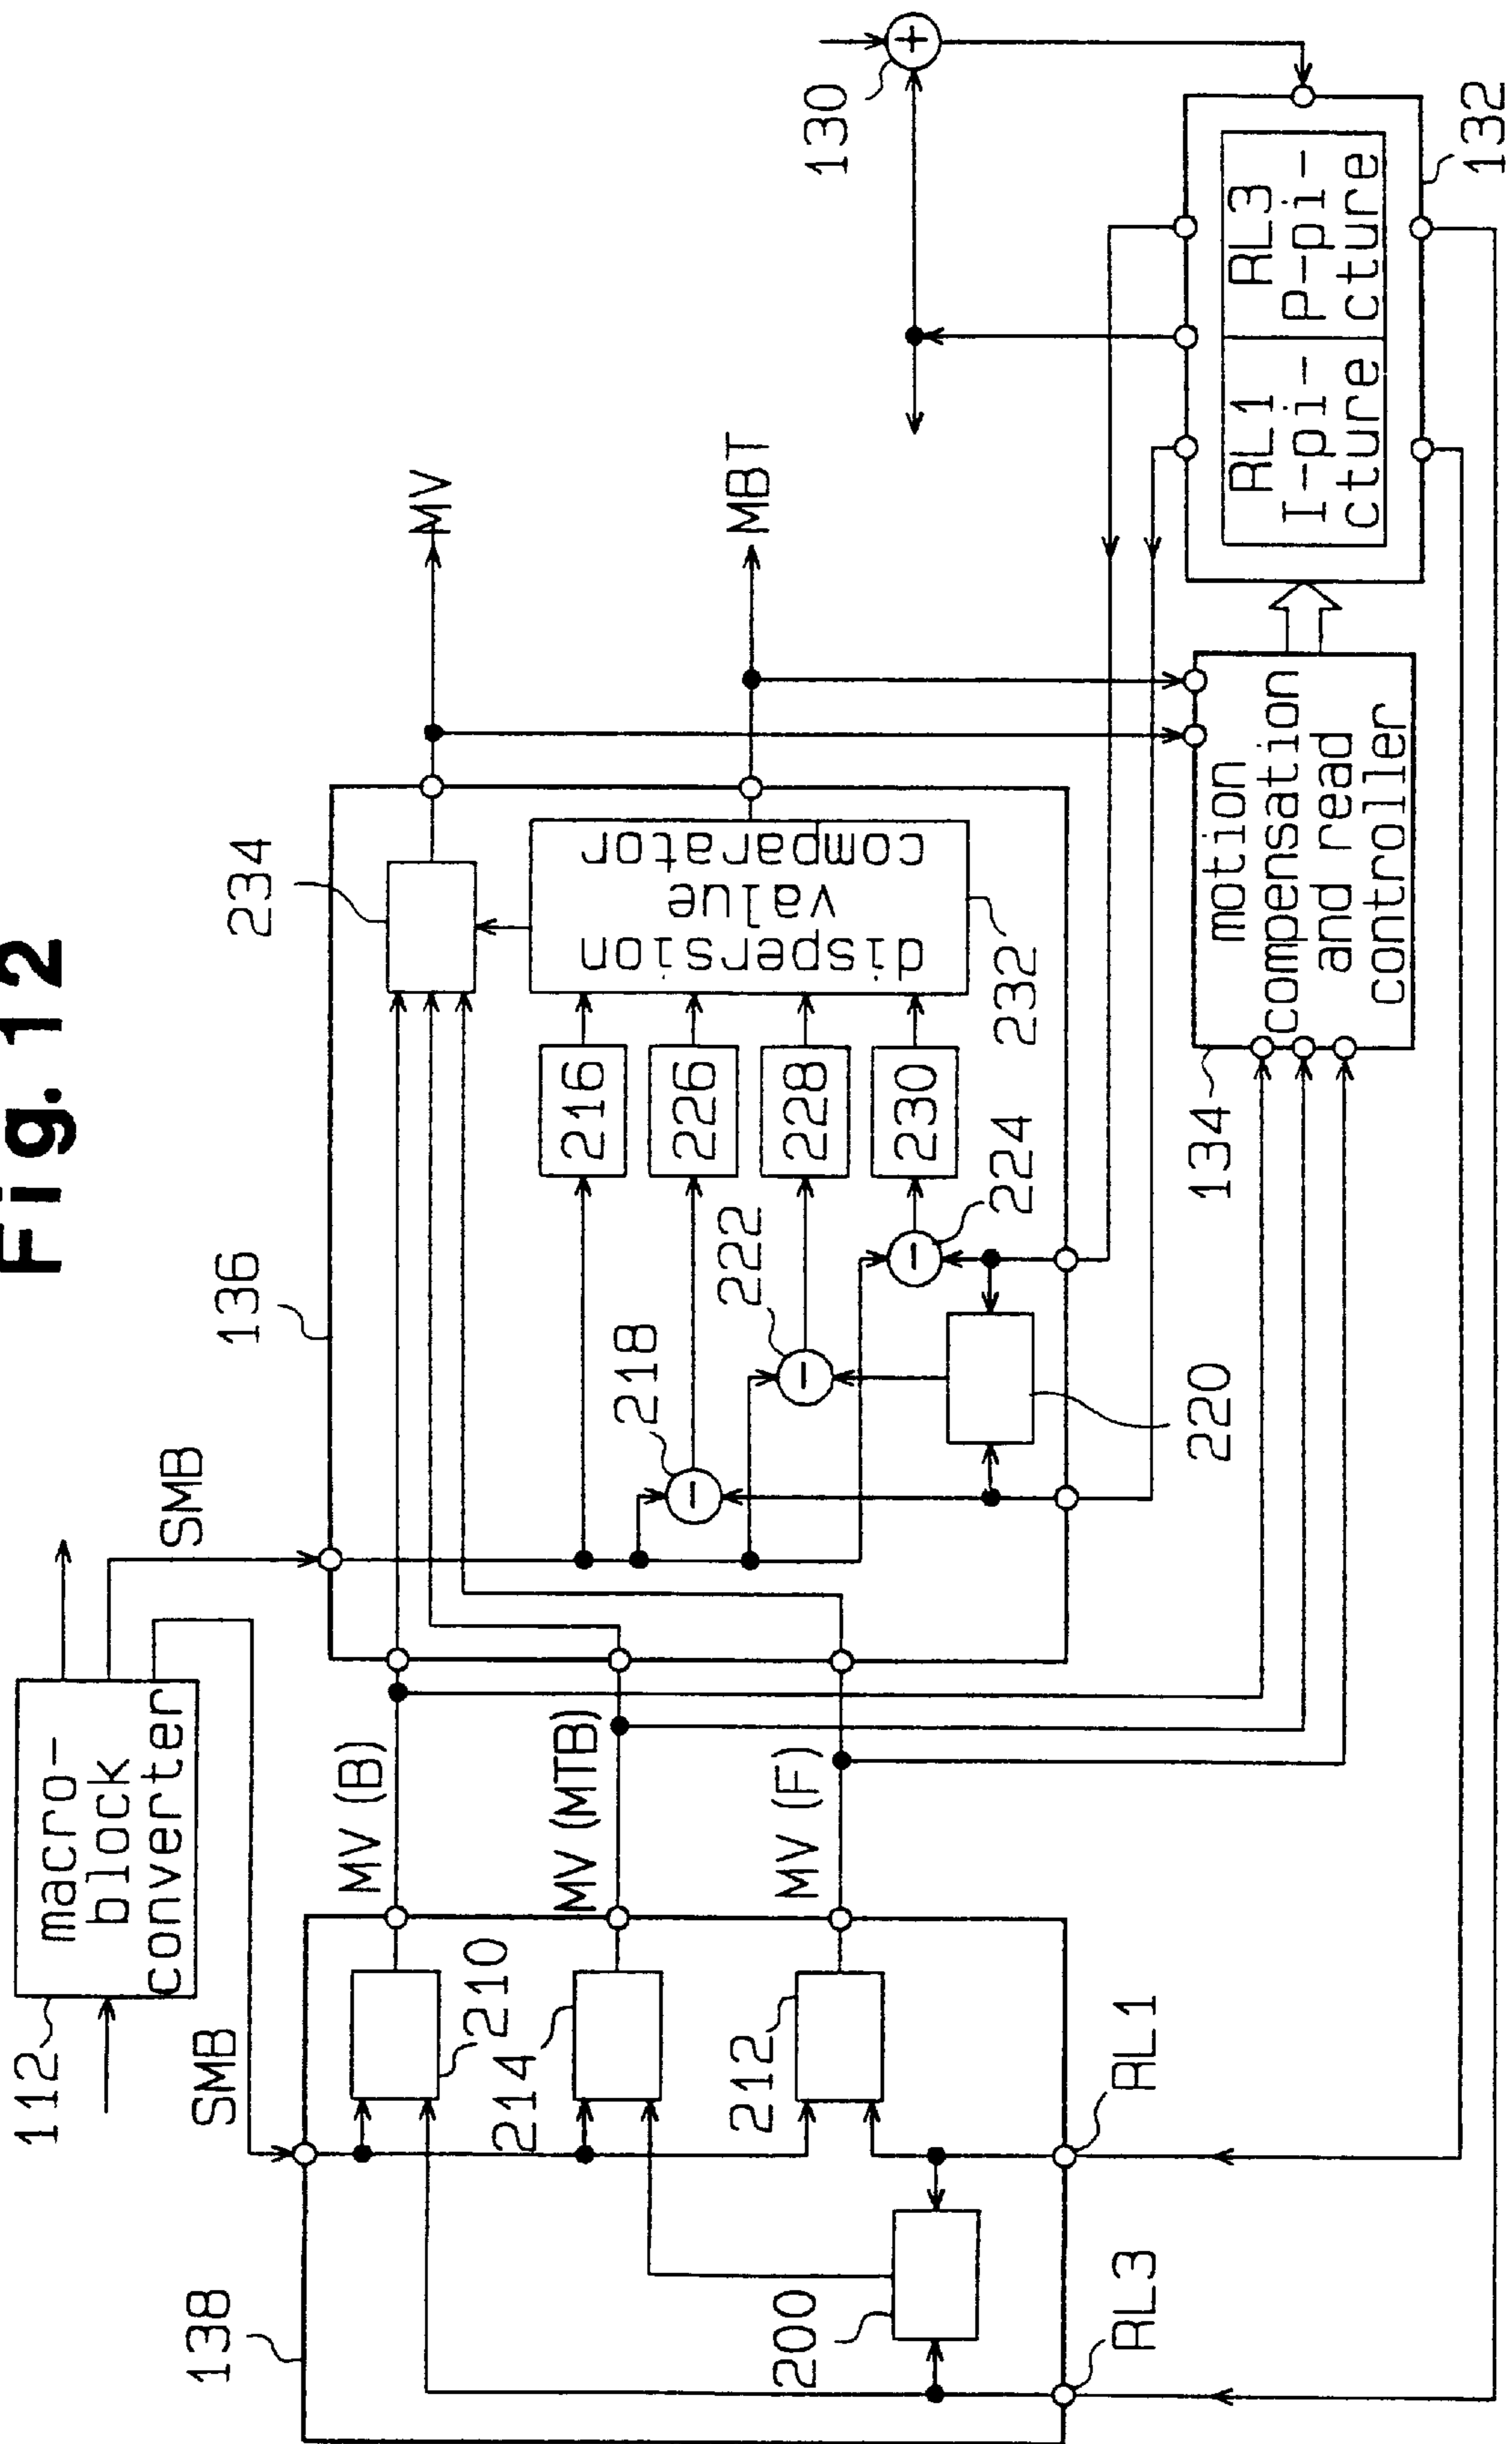 Fig.12
112
macro-
block
converter
SMB
SMB
138
210
214
212
200
RL3
RL1
MV (B)
MV (MTB)
MV (F)
136
218
222
224
220
216
226
228
230
234
dispersion
value
comparator
232
MV
MBT
134
motion
compensation
and read
controller
130
RL1
I-pi-
cture
RL3
P-pi-
cture
132